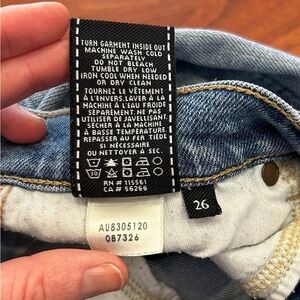 TURN GARMENT INSIDE OUT
MACHINE WASH COLD
SEPARATELY
DO NOT BLEACH
TUMBLE DRY LOW
IRON COOL WHEN NEEDED
OR DRY CLEAN
TOURNEZ LE VÊTEMENT
À L'ENVERS, LAVER À LA
MACHINE À L'EAU FROIDE
SÉPARÉMENT. NE PAS
UTILISER DE JAVELLISANT.
SÉCHER À LA MACHINE
À BASSE TEMPÉRATURE.
REPASSER AU FER TIÈDE
SI NÉCESSAIRE
OU NETTOYER À SEC.
30
RN # 115561
CA # 56266
AU8305120
087326
26